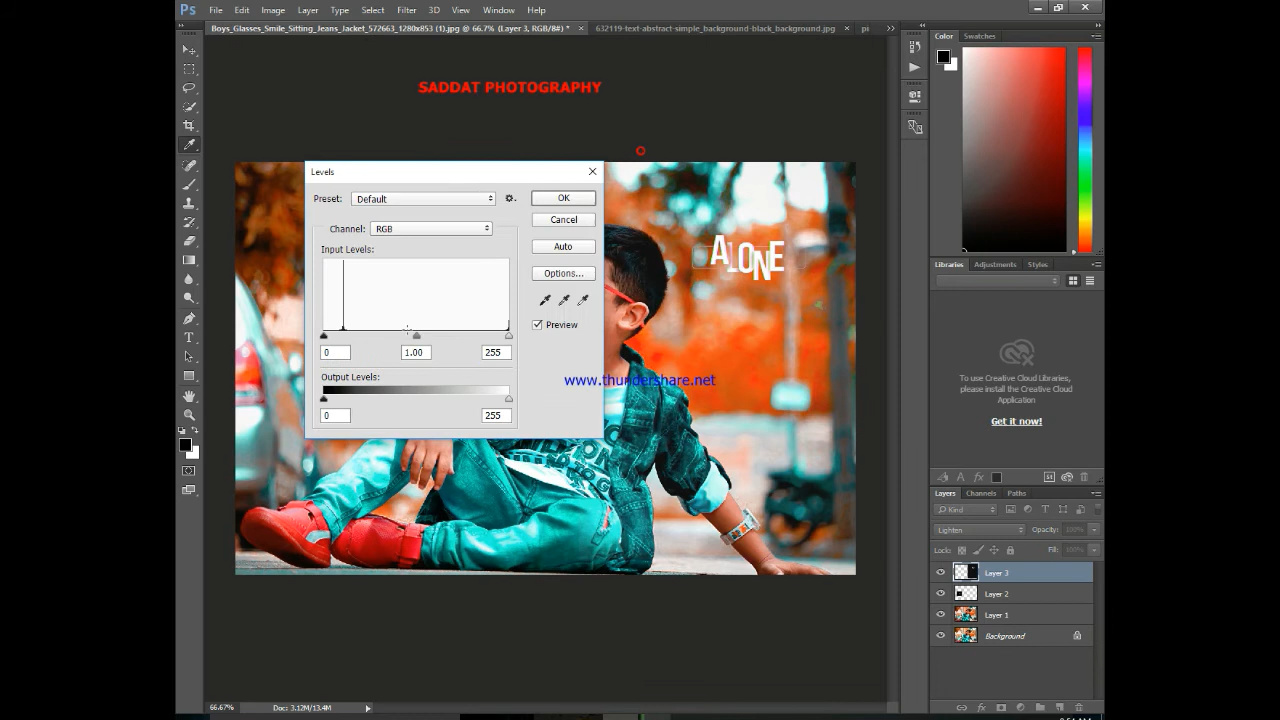 Ps File Edit Image Layer Type Select Filter 3D View Window Help
Boys_Glasses_Smile_Sitting_Jeans_Jacket_572663_1280x853 (1).jpg @ 66.7% (Layer 3, RGB/8#) * ×
632119-text-abstract-simple_background-black_background.jpg × pi
SADDAT PHOTOGRAPHY
Color Swatches
Levels
Preset: Default
OK
Cancel
Channel: RGB
Auto
Input Levels:
Options...
Preview
0 1.00 255
Output Levels:
0 255
ALONE
www.thundershare.net
Libraries Adjustments Styles
To use Creative Cloud Libraries,
please install the Creative Cloud
Application
Get it now!
Layers Channels Paths
Kind
Lighten Opacity: 100%
Lock: Fill: 100%
Layer 3
Layer 2
Layer 1
Background
66.67% Doc: 3.12M/13.4M